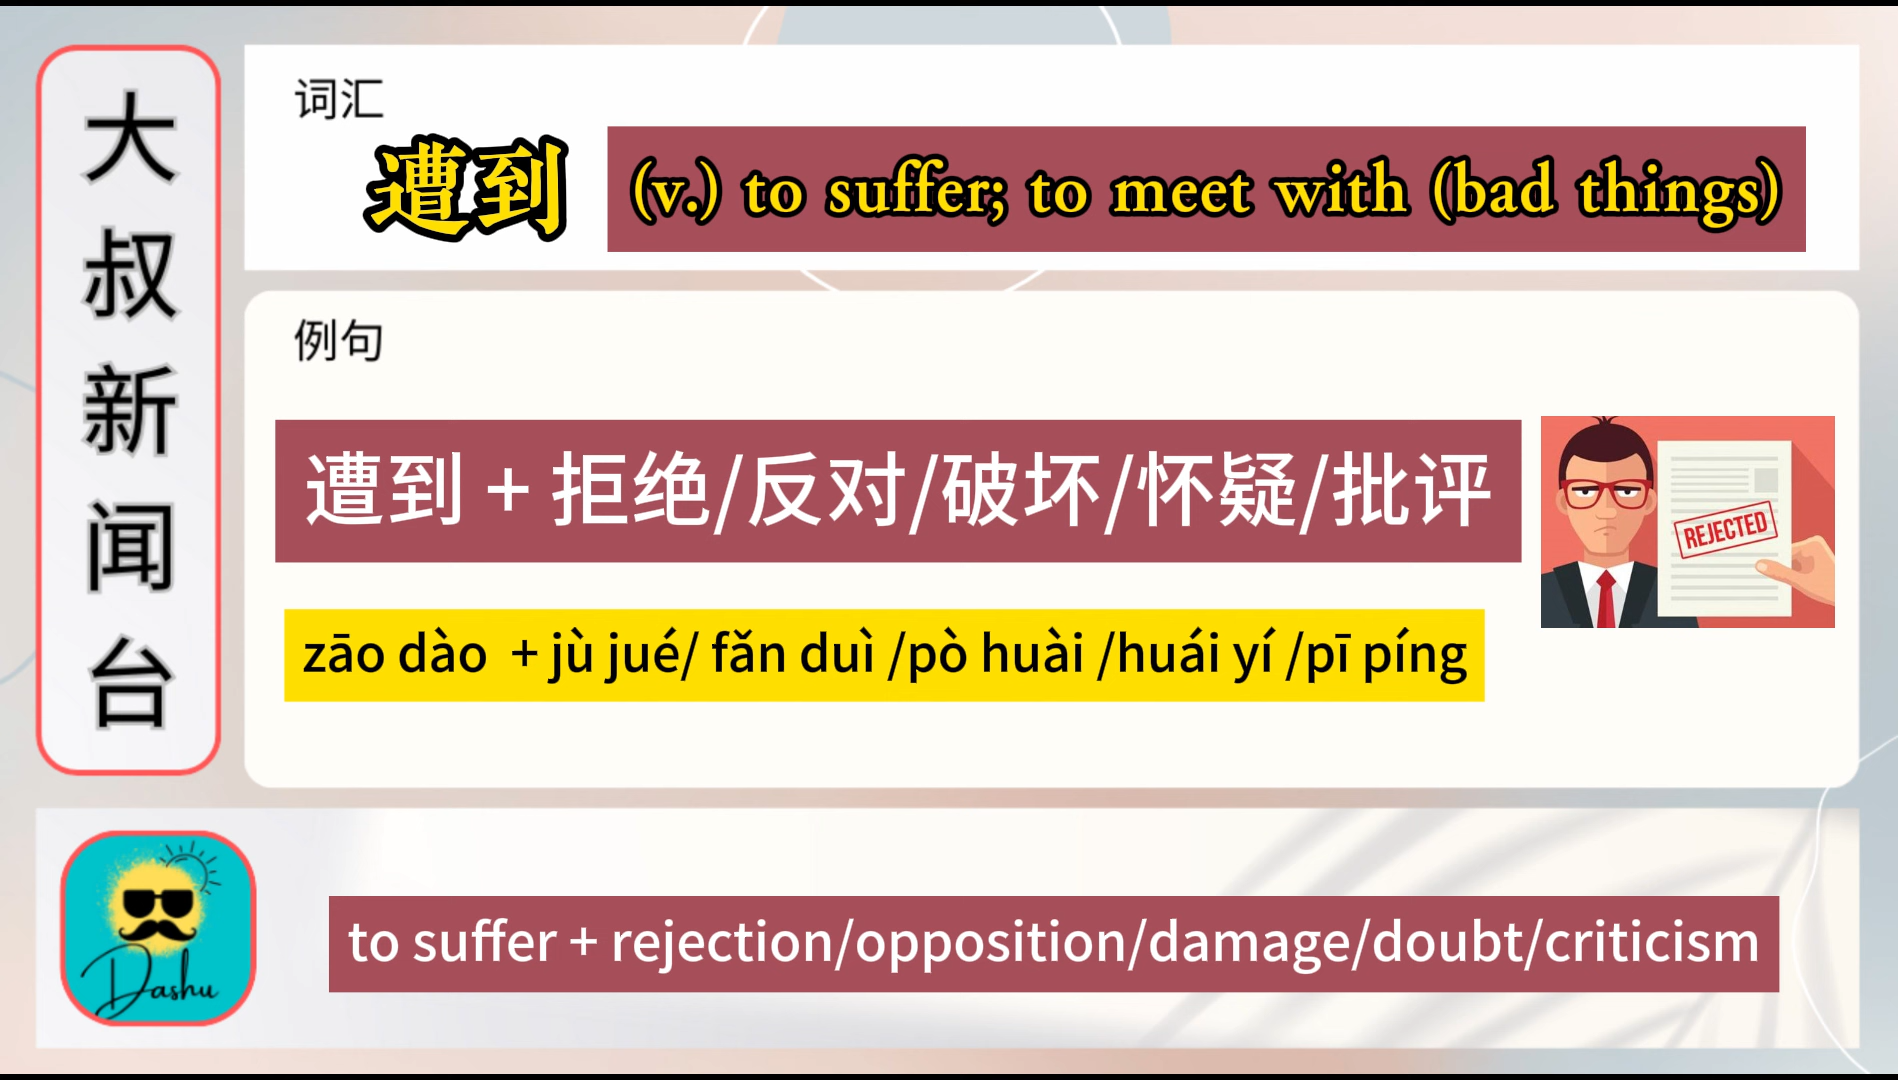 大叔新闻台
词汇
遭到 (v.) to suffer; to meet with (bad things)
例句
遭到 + 拒绝/反对/破坏/怀疑/批评
REJECTED
zāo dào + jù jué/ fǎn duì /pò huài /huái yí /pī píng
Dashu
to suffer + rejection/opposition/damage/doubt/criticism